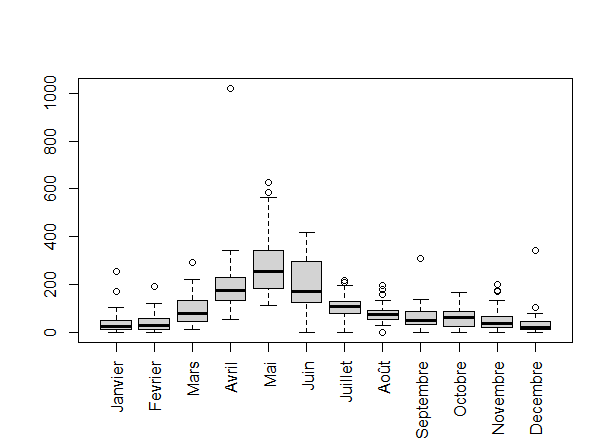 1000
800
600
400
200
0
Janvier
Fevrier
Mars
Avril
Mai
Juin
Juillet
Août
Septembre
Octobre
Novembre
Decembre